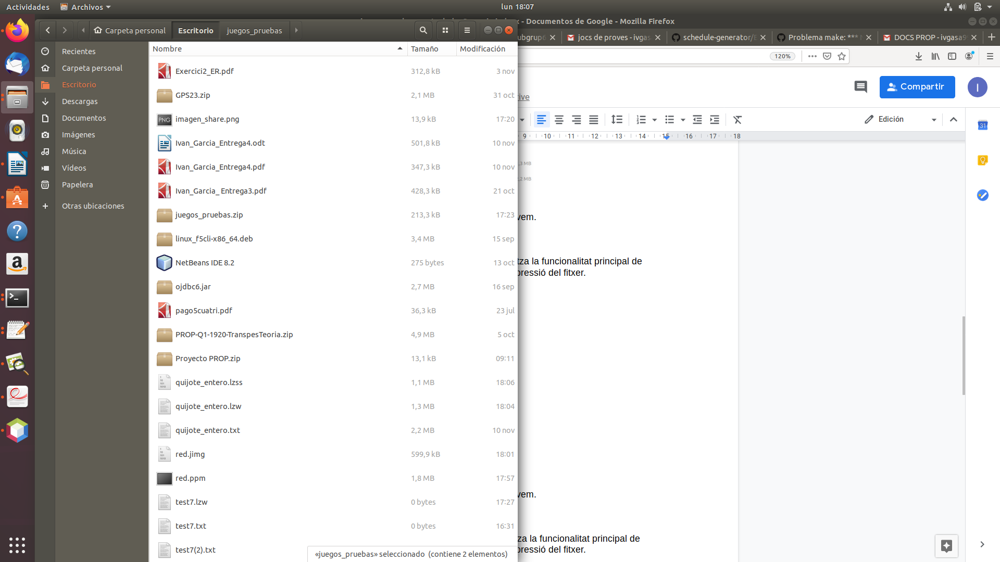 Actividades
Archivos
lun 18:07
- Documentos de Google - Mozilla Firefox
Carpeta personal
Escritorio
juegos_pruebas
jocs de proves - ivgas
schedule-generator/E
Problema make: ***
DOCS PROP - ivgasa9
120%
Recientes
Carpeta personal
Escritorio
Descargas
Documentos
Imágenes
Música
Vídeos
Papelera
Otras ubicaciones
Nombre Tamaño Modificación
Exercici2_ER.pdf 312,8 kB 3 nov
GPS23.zip 2,1 MB 31 oct
PNG imagen_share.png 13,9 kB 17:20
Ivan_Garcia_Entrega4.odt 501,8 kB 10 nov
Ivan_Garcia_Entrega4.pdf 347,3 kB 10 nov
Ivan_Garcia_ Entrega3.pdf 428,3 kB 21 oct
juegos_pruebas.zip 213,3 kB 17:23
linux_f5cli-x86_64.deb 3,4 MB 15 sep
NetBeans IDE 8.2 275 bytes 13 oct
ojdbc6.jar 2,7 MB 16 sep
pago5cuatri.pdf 36,3 kB 23 jul
PROP-Q1-1920-TranspesTeoria.zip 4,9 MB 5 oct
Proyecto PROP.zip 13,1 kB 09:11
quijote_entero.lzss 1,1 MB 18:06
quijote_entero.lzw 1,3 MB 18:04
quijote_entero.txt 2,2 MB 10 nov
red.jimg 599,9 kB 18:01
red.ppm 1,8 MB 17:57
test7.lzw 0 bytes 17:27
test7.txt 0 bytes 16:31
test7(2).txt
«juegos_pruebas» seleccionado (contiene 2 elementos)
Compartir
I
Edición
9 10 11 12 13 14 15 16 17 18
31
,3 MB
,2 MB
vem.
tza la funcionalitat principal de
pressió del fitxer.
vem.
za la funcionalitat principal de
pressió del fitxer.